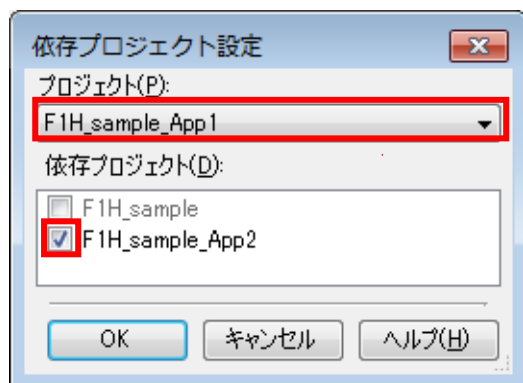 依存プロジェクト設定
プロジェクト(P):
F1H_sample_App1
依存プロジェクト(D):
F1H_sample
F1H_sample_App2
OK
キャンセル
ヘルプ(H)